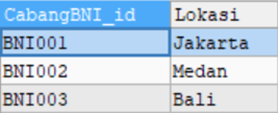 CabangBNI_id Lokasi
BNI001 Jakarta
BNI002 Medan
BNI003 Bali